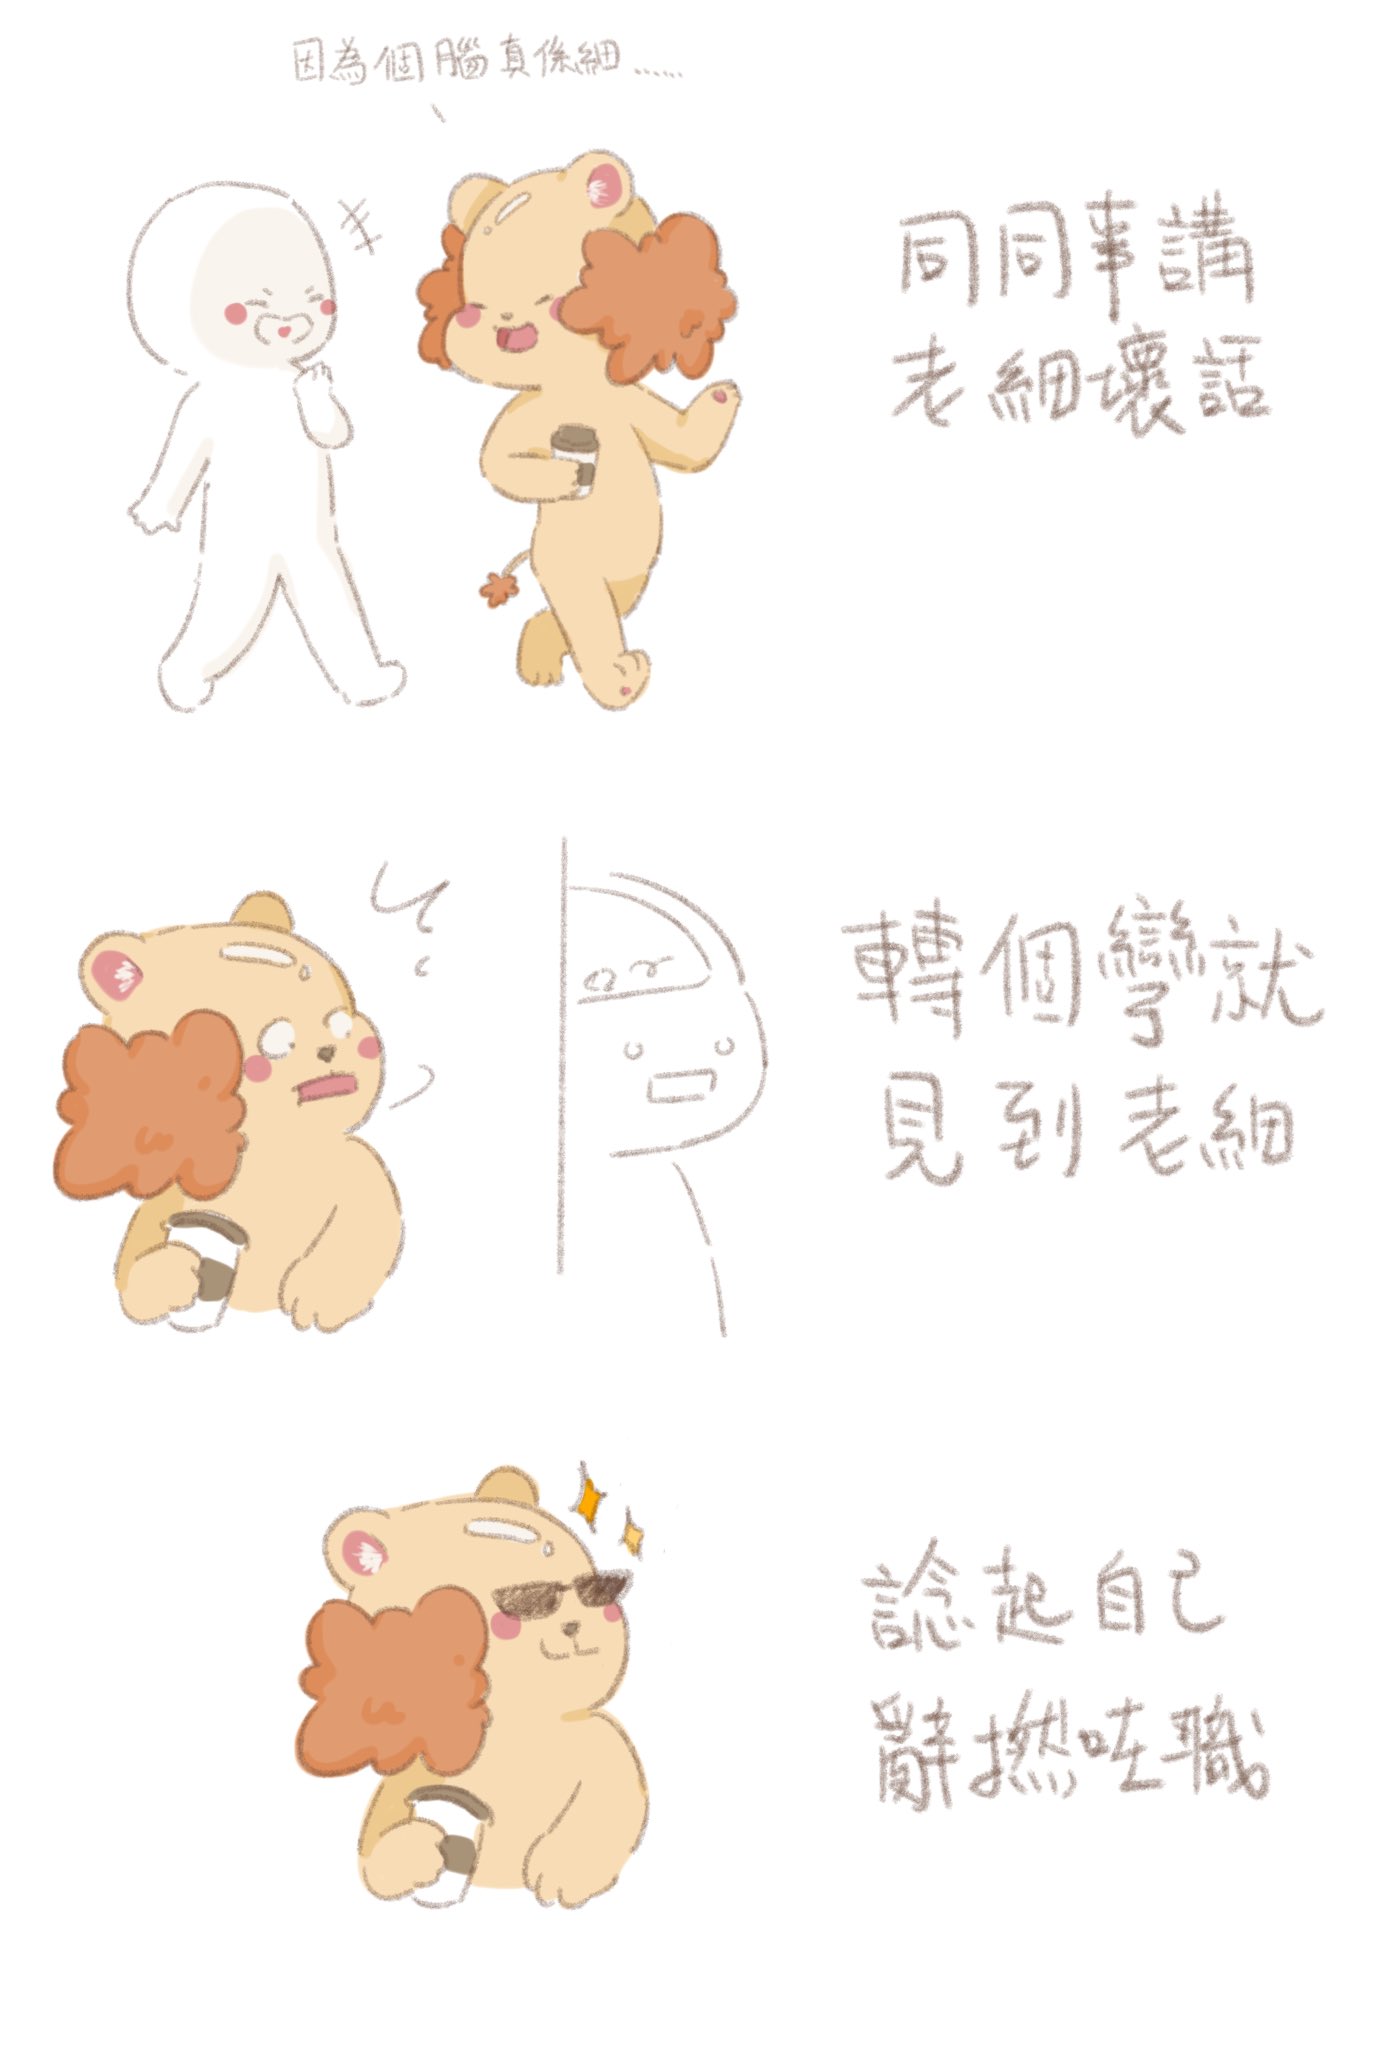 因為個腦真係細......
同同事講
老細壞話
轉個彎就
見到老細
諗起自己
辭撚咗職